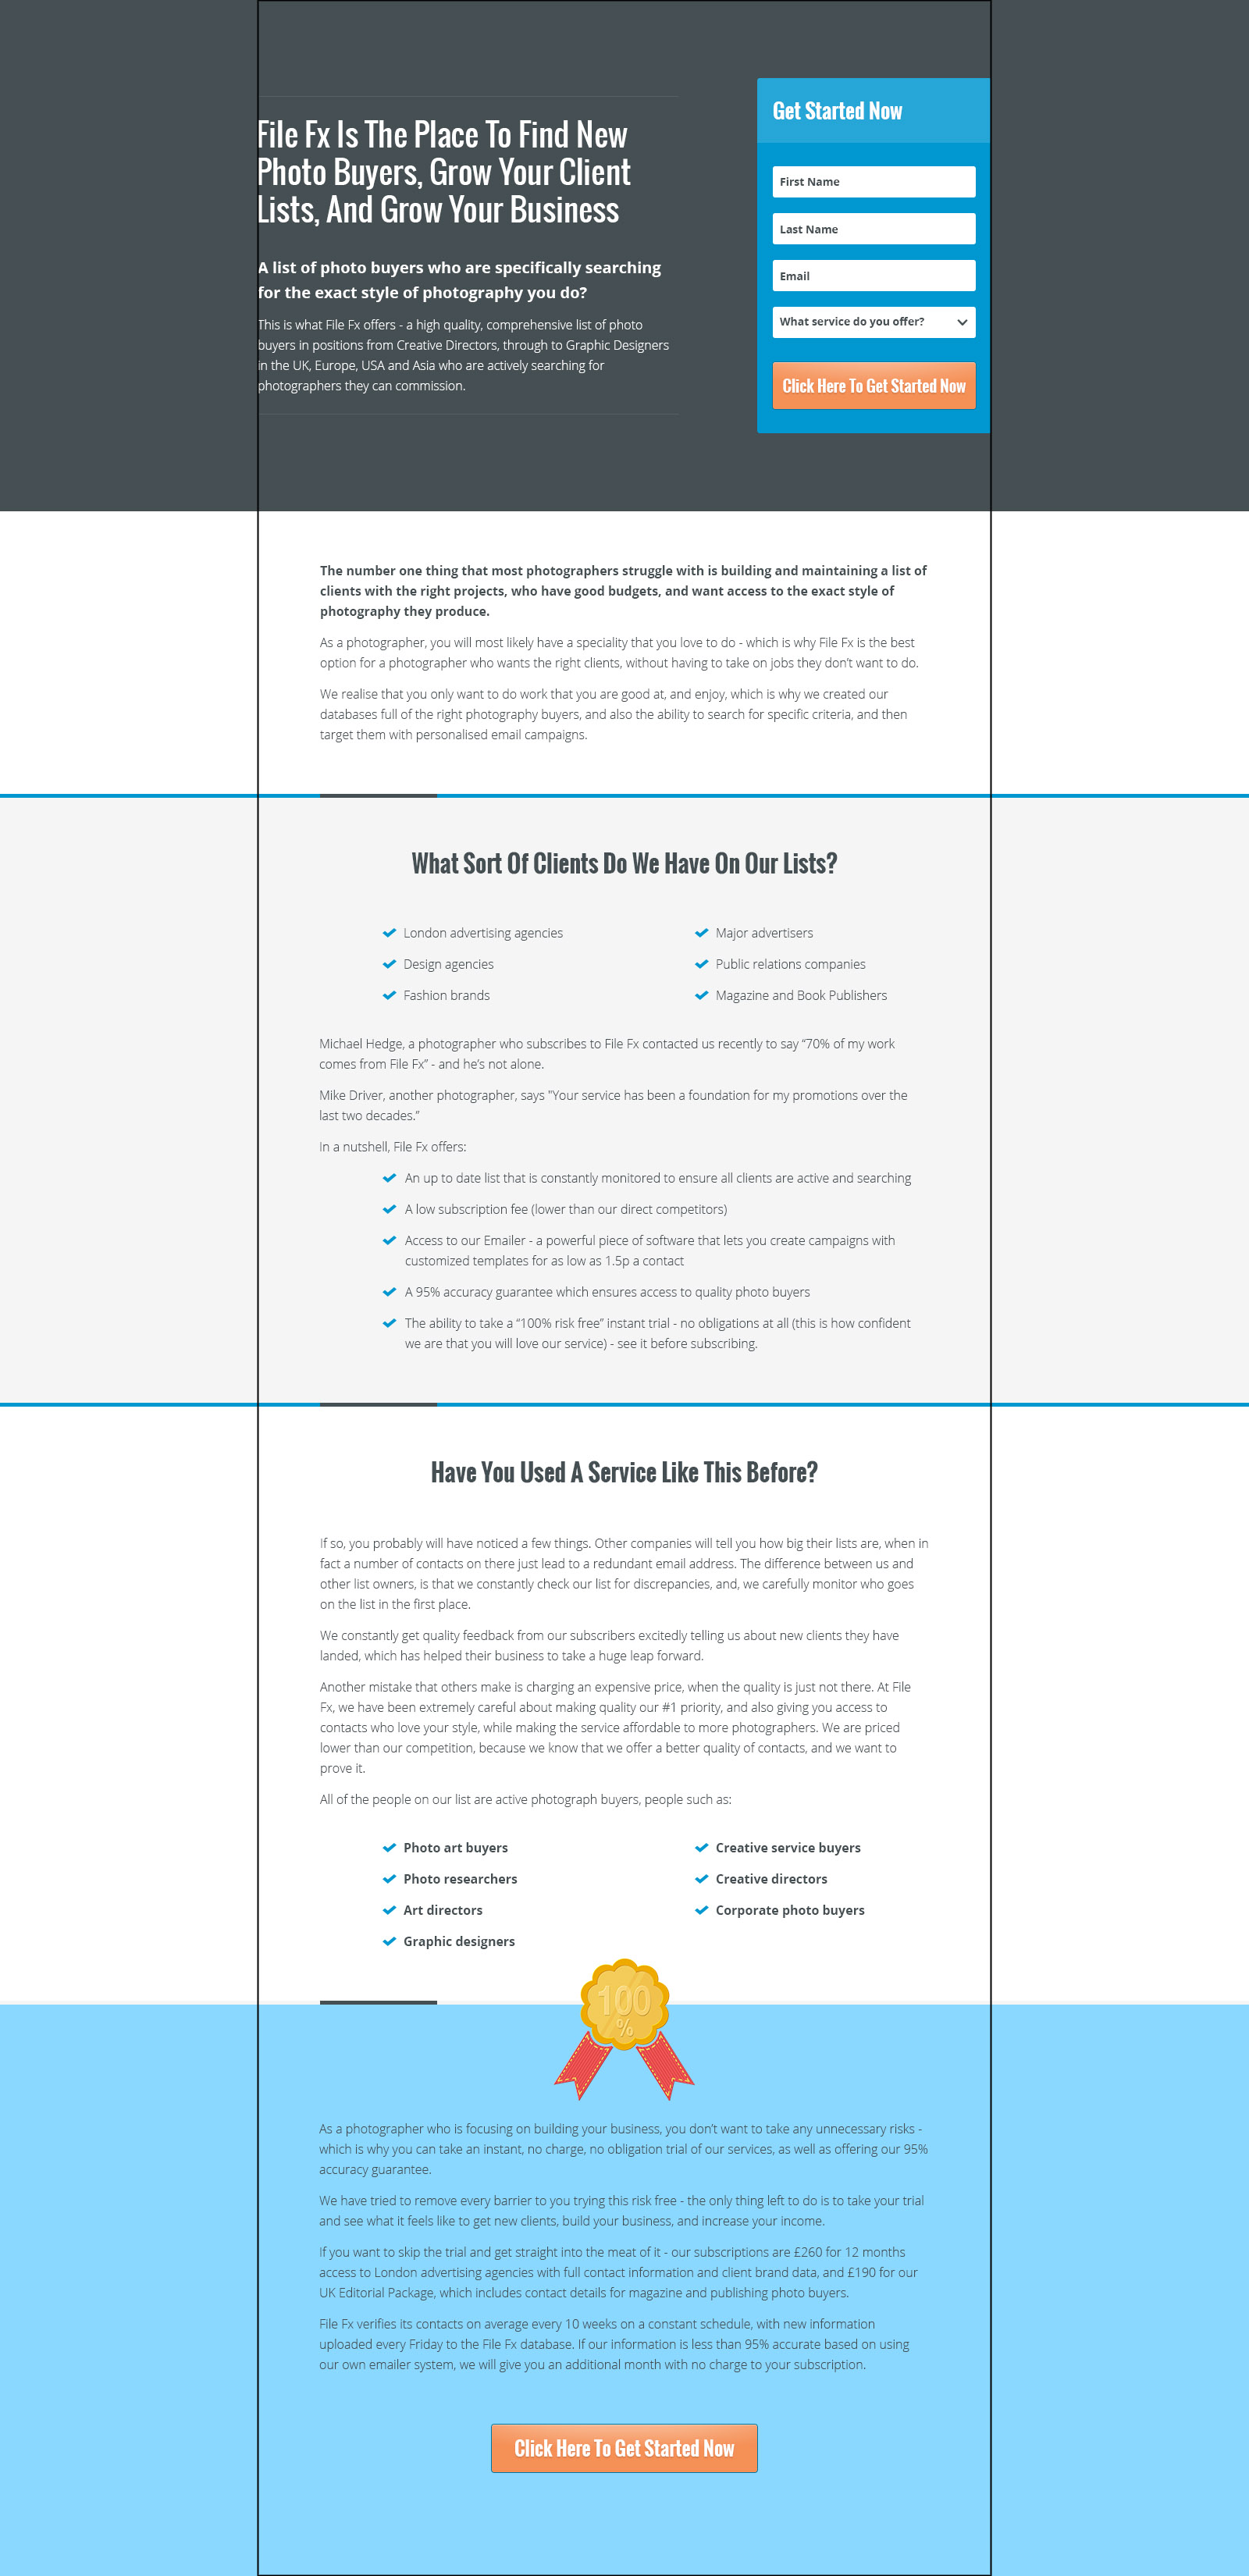 File Fx Is The Place To Find New
Photo Buyers, Grow Your Client
Lists, And Grow Your Business
A list of photo buyers who are specifically searching
for the exact style of photography you do?
This is what File Fx offers - a high quality, comprehensive list of photo
buyers in positions from Creative Directors, through to Graphic Designers
in the UK, Europe, USA and Asia who are actively searching for
photographers they can commission.
Get Started Now
First Name
Last Name
Email
What service do you offer?
Click Here To Get Started Now
The number one thing that most photographers struggle with is building and maintaining a list of
clients with the right projects, who have good budgets, and want access to the exact style of
photography they produce.
As a photographer, you will most likely have a speciality that you love to do - which is why File Fx is the best
option for a photographer who wants the right clients, without having to take on jobs they don't want to do.
We realise that you only want to do work that you are good at, and enjoy, which is why we created our
databases full of the right photography buyers, and also the ability to search for specific criteria, and then
target them with personalised email campaigns.
What Sort Of Clients Do We Have On Our Lists?
London advertising agencies
Design agencies
Fashion brands
Major advertisers
Public relations companies
Magazine and Book Publishers
Michael Hedge, a photographer who subscribes to File Fx contacted us recently to say “70% of my work
comes from File Fx” - and he’s not alone.
Mike Driver, another photographer, says "Your service has been a foundation for my promotions over the
last two decades.”
In a nutshell, File Fx offers:
An up to date list that is constantly monitored to ensure all clients are active and searching
A low subscription fee (lower than our direct competitors)
Access to our Emailer - a powerful piece of software that lets you create campaigns with
customized templates for as low as 1.5p a contact
A 95% accuracy guarantee which ensures access to quality photo buyers
The ability to take a “100% risk free” instant trial - no obligations at all (this is how confident
we are that you will love our service) - see it before subscribing.
Have You Used A Service Like This Before?
If so, you probably will have noticed a few things. Other companies will tell you how big their lists are, when in
fact a number of contacts on there just lead to a redundant email address. The difference between us and
other list owners, is that we constantly check our list for discrepancies, and, we carefully monitor who goes
on the list in the first place.
We constantly get quality feedback from our subscribers excitedly telling us about new clients they have
landed, which has helped their business to take a huge leap forward.
Another mistake that others make is charging an expensive price, when the quality is just not there. At File
Fx, we have been extremely careful about making quality our #1 priority, and also giving you access to
contacts who love your style, while making the service affordable to more photographers. We are priced
lower than our competition, because we know that we offer a better quality of contacts, and we want to
prove it.
All of the people on our list are active photograph buyers, people such as:
Photo art buyers
Photo researchers
Art directors
Graphic designers
Creative service buyers
Creative directors
Corporate photo buyers
100
%
As a photographer who is focusing on building your business, you don’t want to take any unnecessary risks -
which is why you can take an instant, no charge, no obligation trial of our services, as well as offering our 95%
accuracy guarantee.
We have tried to remove every barrier to you trying this risk free - the only thing left to do is to take your trial
and see what it feels like to get new clients, build your business, and increase your income.
If you want to skip the trial and get straight into the meat of it - our subscriptions are £260 for 12 months
access to London advertising agencies with full contact information and client brand data, and £190 for our
UK Editorial Package, which includes contact details for magazine and publishing photo buyers.
File Fx verifies its contacts on average every 10 weeks on a constant schedule, with new information
uploaded every Friday to the File Fx database. If our information is less than 95% accurate based on using
our own emailer system, we will give you an additional month with no charge to your subscription.
Click Here To Get Started Now